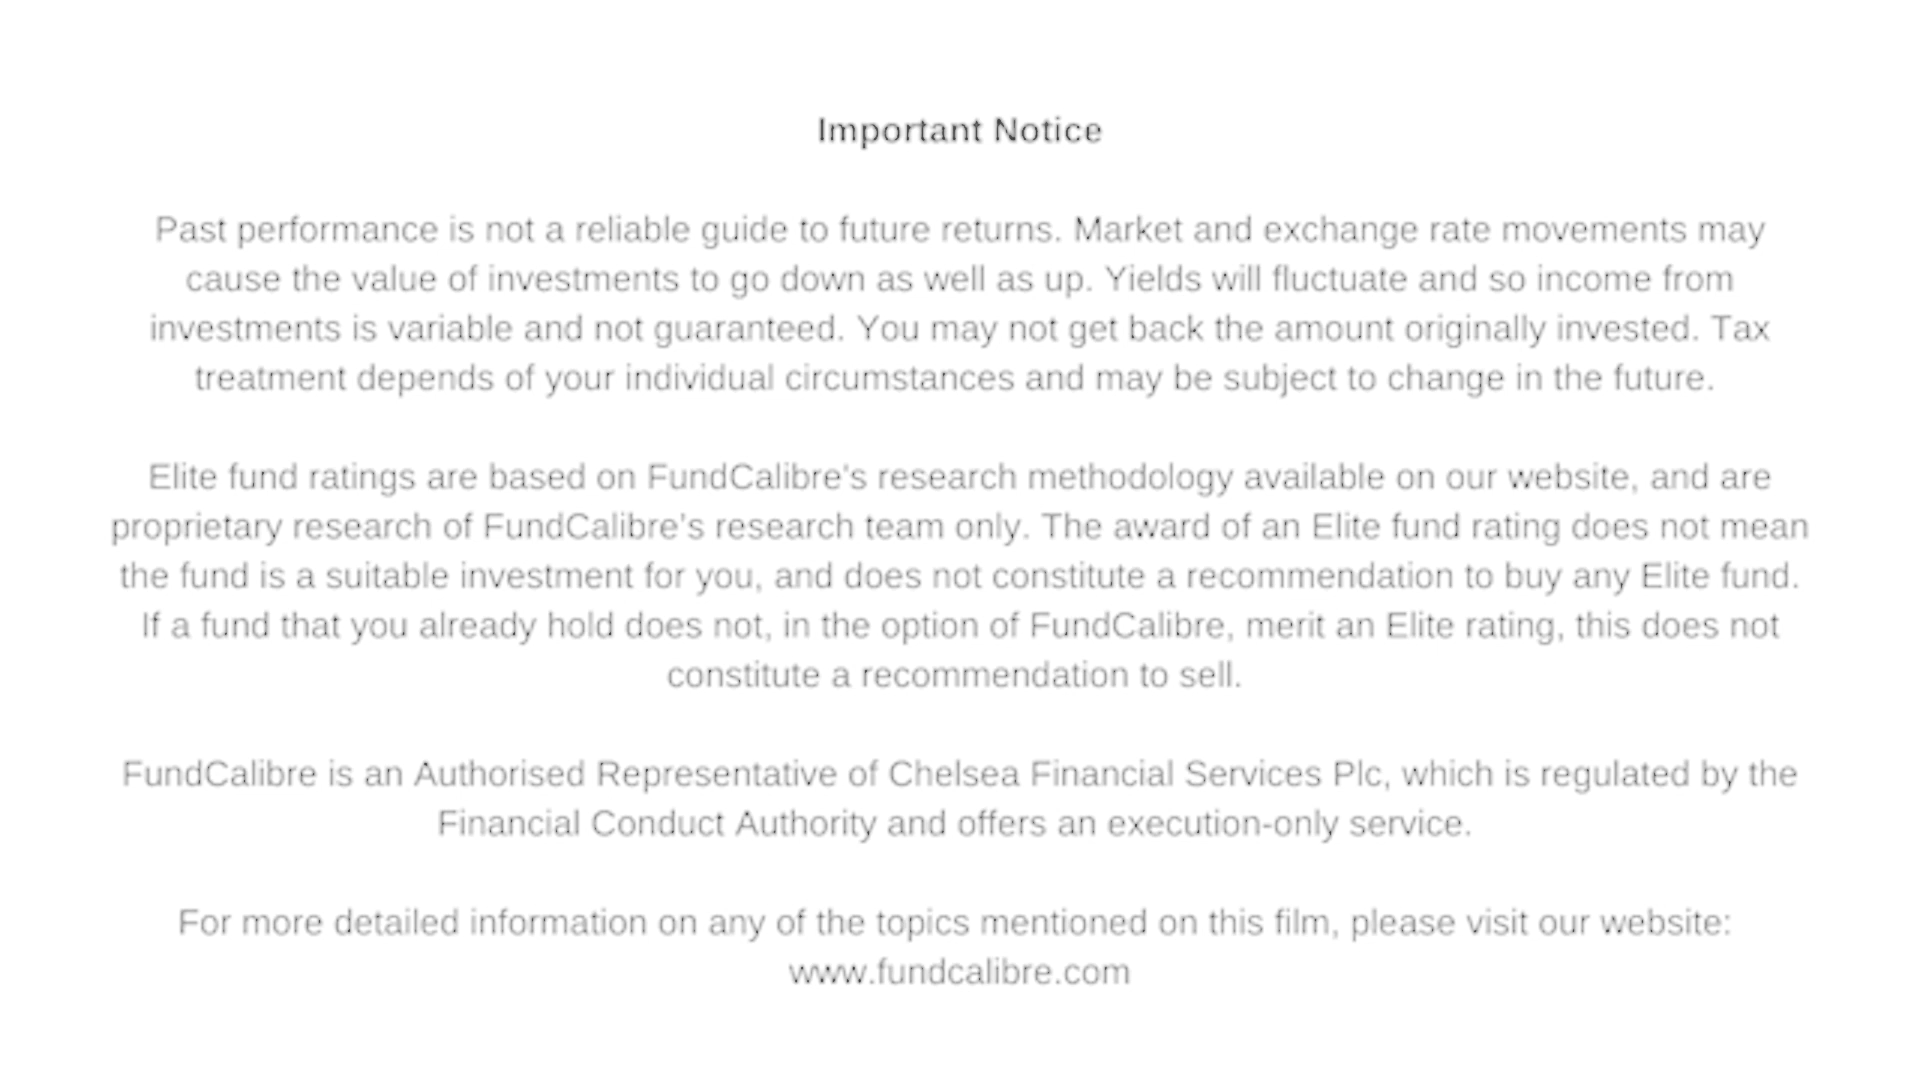 Important Notice
Past performance is not a reliable guide to future returns. Market and exchange rate movements may
cause the value of investments to go down as well as up. Yields will fluctuate and so income from
investments is variable and not guaranteed. You may not get back the amount originally invested. Tax
treatment depends of your individual circumstances and may be subject to change in the future.
Elite fund ratings are based on FundCalibre's research methodology available on our website, and are
proprietary research of FundCalibre's research team only. The award of an Elite fund rating does not mean
the fund is a suitable investment for you, and does not constitute a recommendation to buy any Elite fund.
If a fund that you already hold does not, in the option of FundCalibre, merit an Elite rating, this does not
constitute a recommendation to sell.
FundCalibre is an Authorised Representative of Chelsea Financial Services Plc, which is regulated by the
Financial Conduct Authority and offers an execution-only service.
For more detailed information on any of the topics mentioned on this film, please visit our website:
www.fundcalibre.com